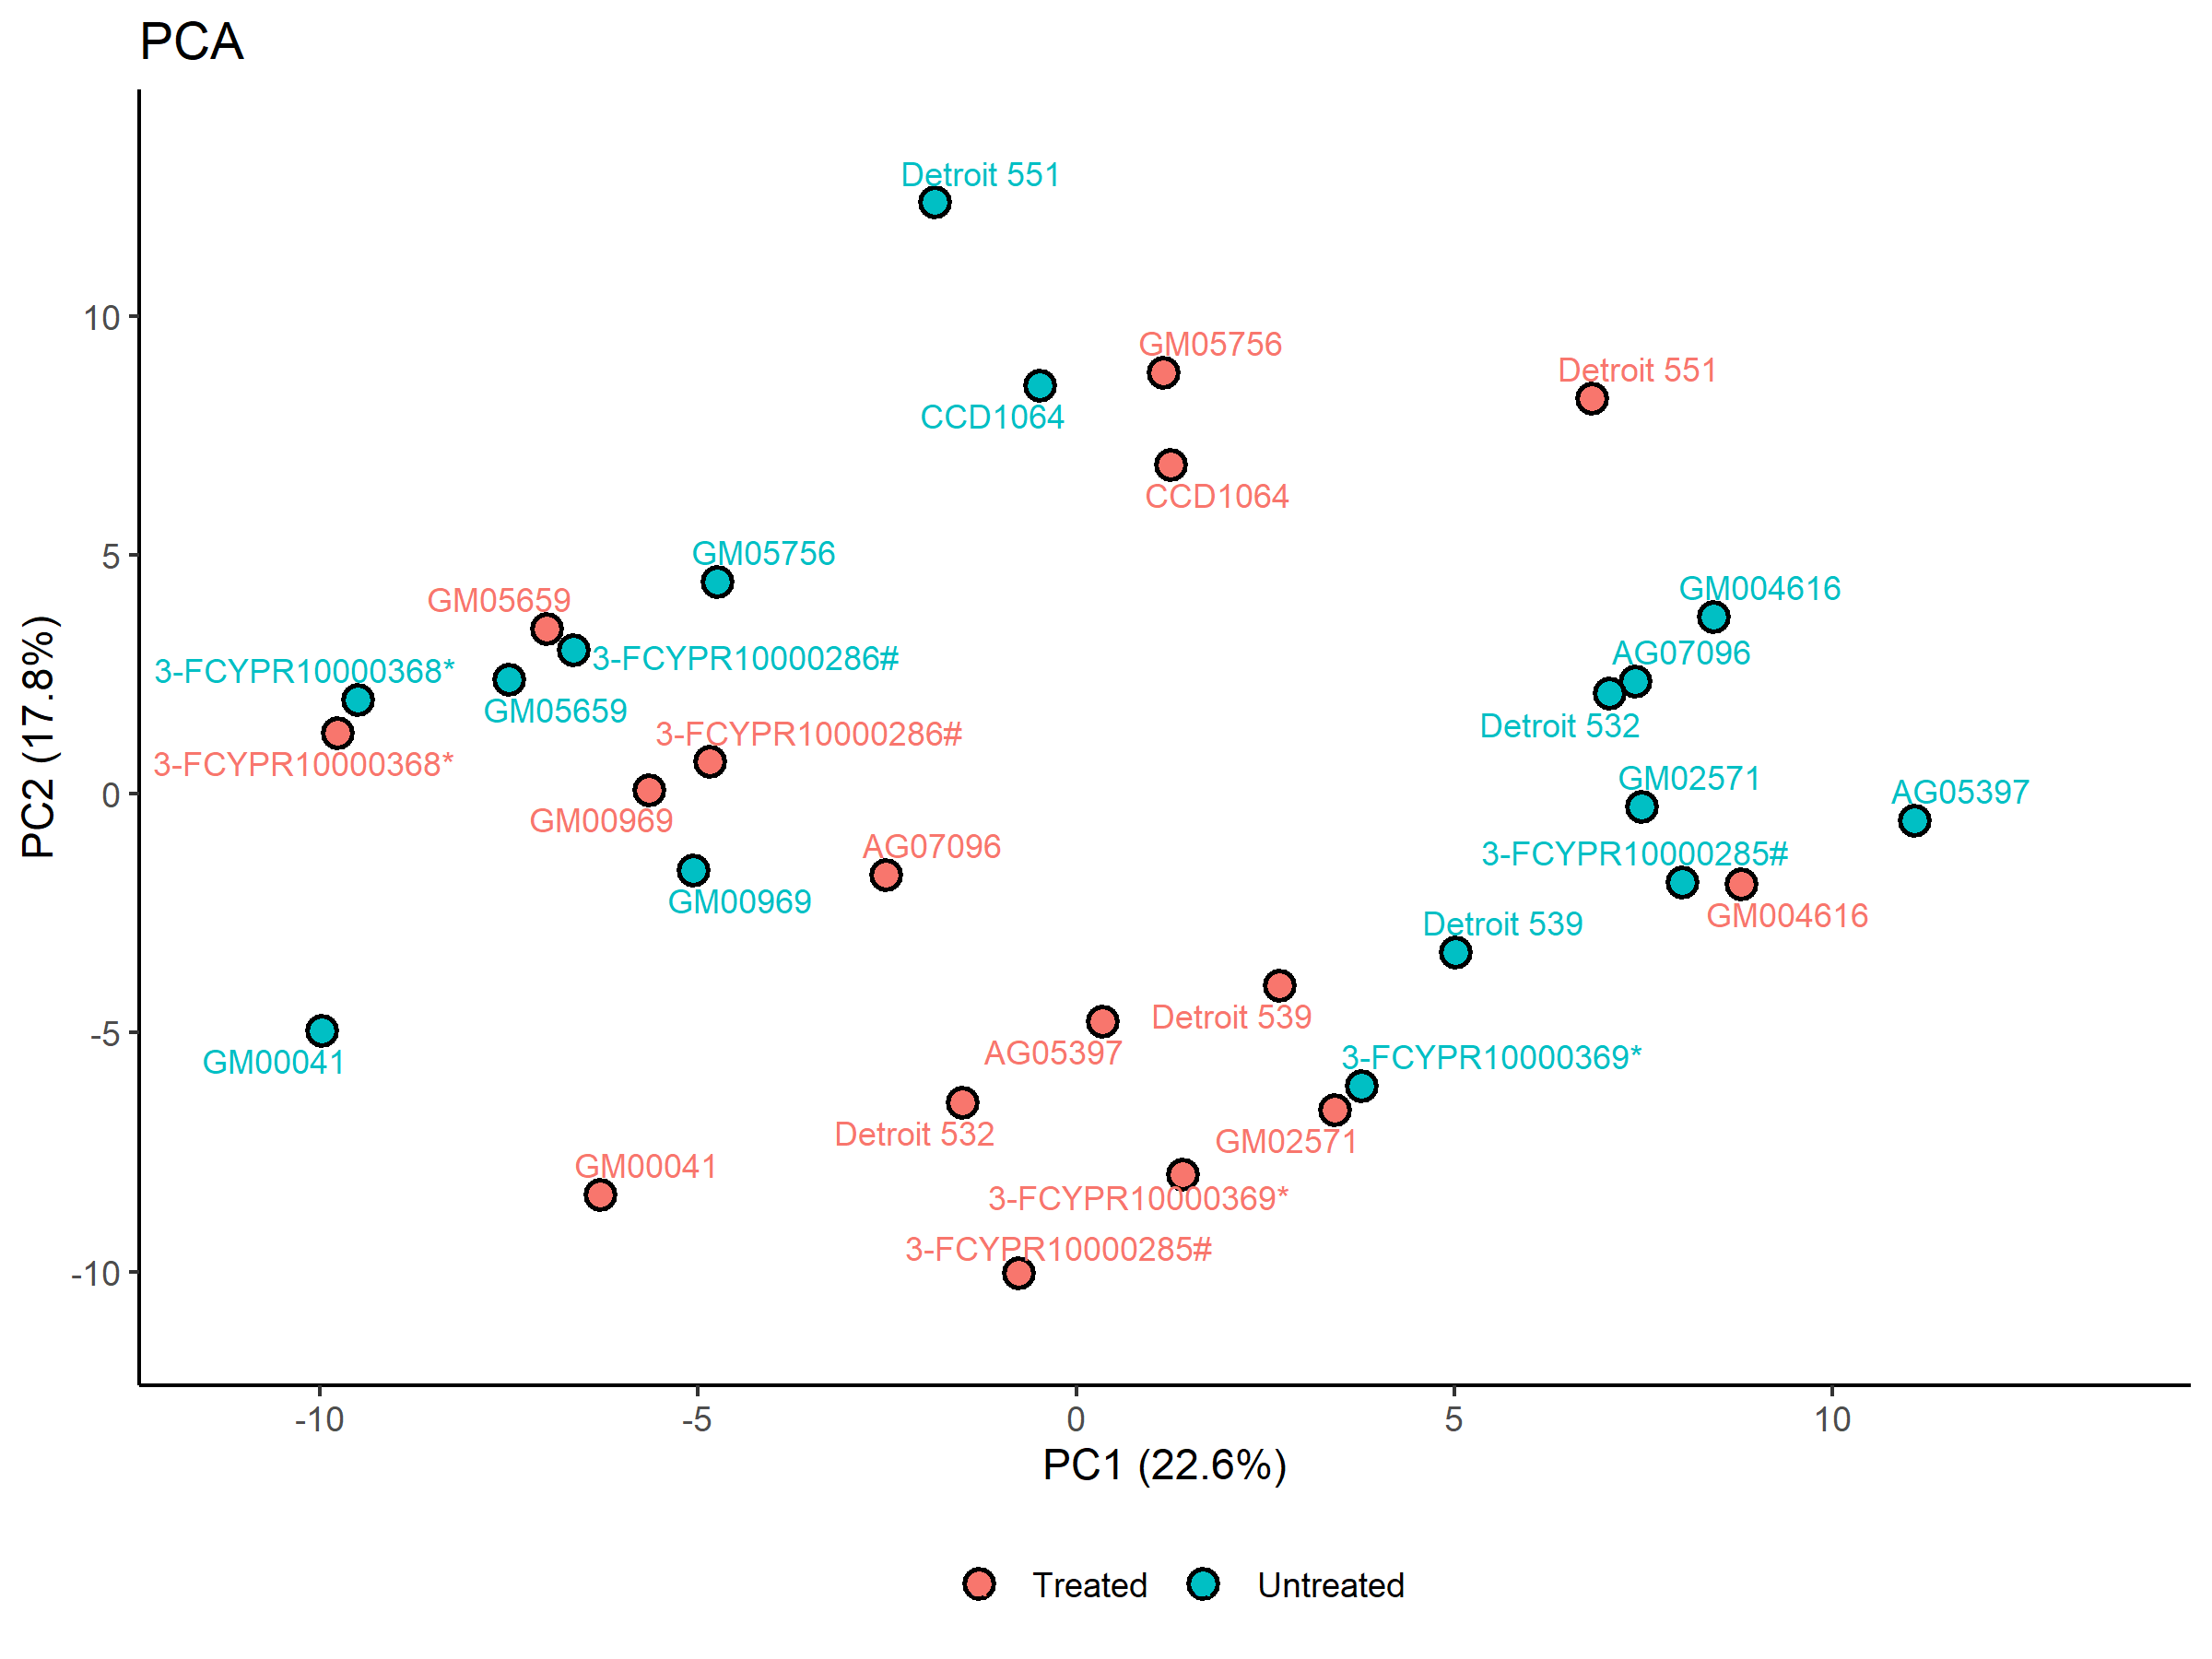 PCA
Detroit 551
GM05756
Detroit 551
CCD1064
CCD1064
GM05756
GM004616
GM05659
3-FCYPR10000286#
AG07096
3-FCYPR10000368*
GM05659
Detroit 532
3-FCYPR10000286#
3-FCYPR10000368*
GM02571
AG05397
GM00969
AG07096
3-FCYPR10000285#
GM00969
GM004616
Detroit 539
Detroit 539
AG05397
3-FCYPR10000369*
GM00041
Detroit 532
GM02571
GM00041
3-FCYPR10000369*
3-FCYPR10000285#
10
5
0
-5
-10
PC2 (17.8%)
-10 -5 0 5 10
PC1 (22.6%)
Treated Untreated